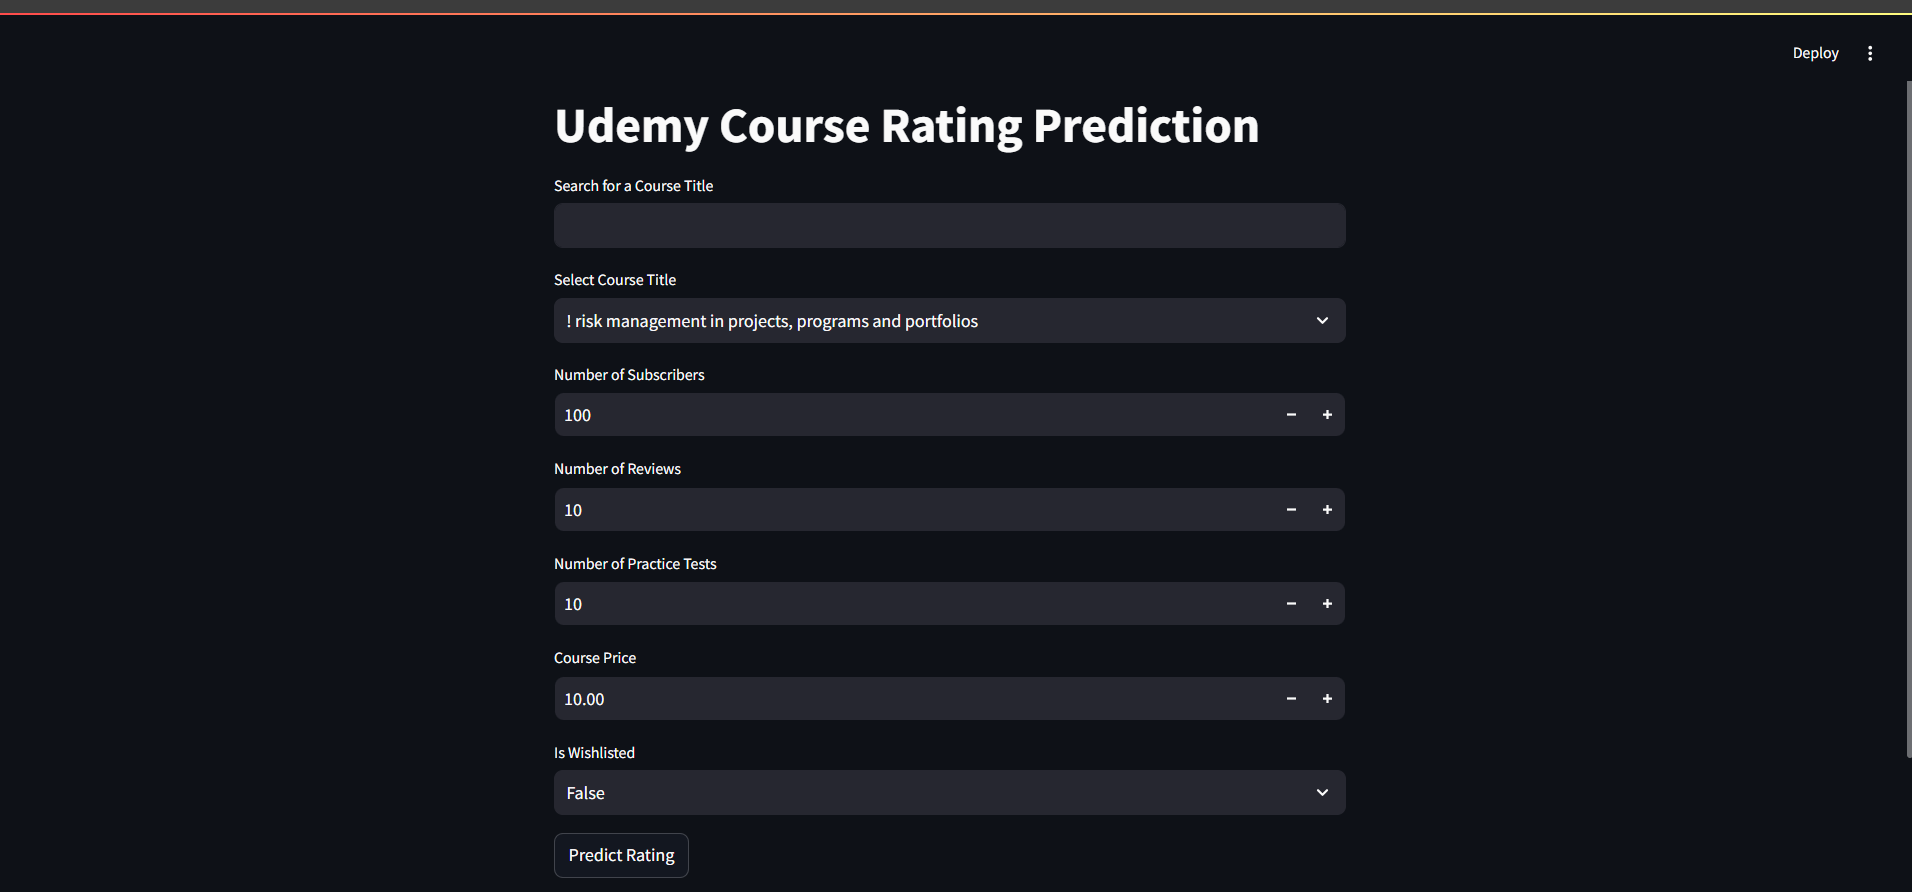 Deploy
Udemy Course Rating Prediction
Search for a Course Title
Select Course Title
! risk management in projects, programs and portfolios
Number of Subscribers
100
Number of Reviews
10
Number of Practice Tests
10
Course Price
10.00
Is Wishlisted
False
Predict Rating